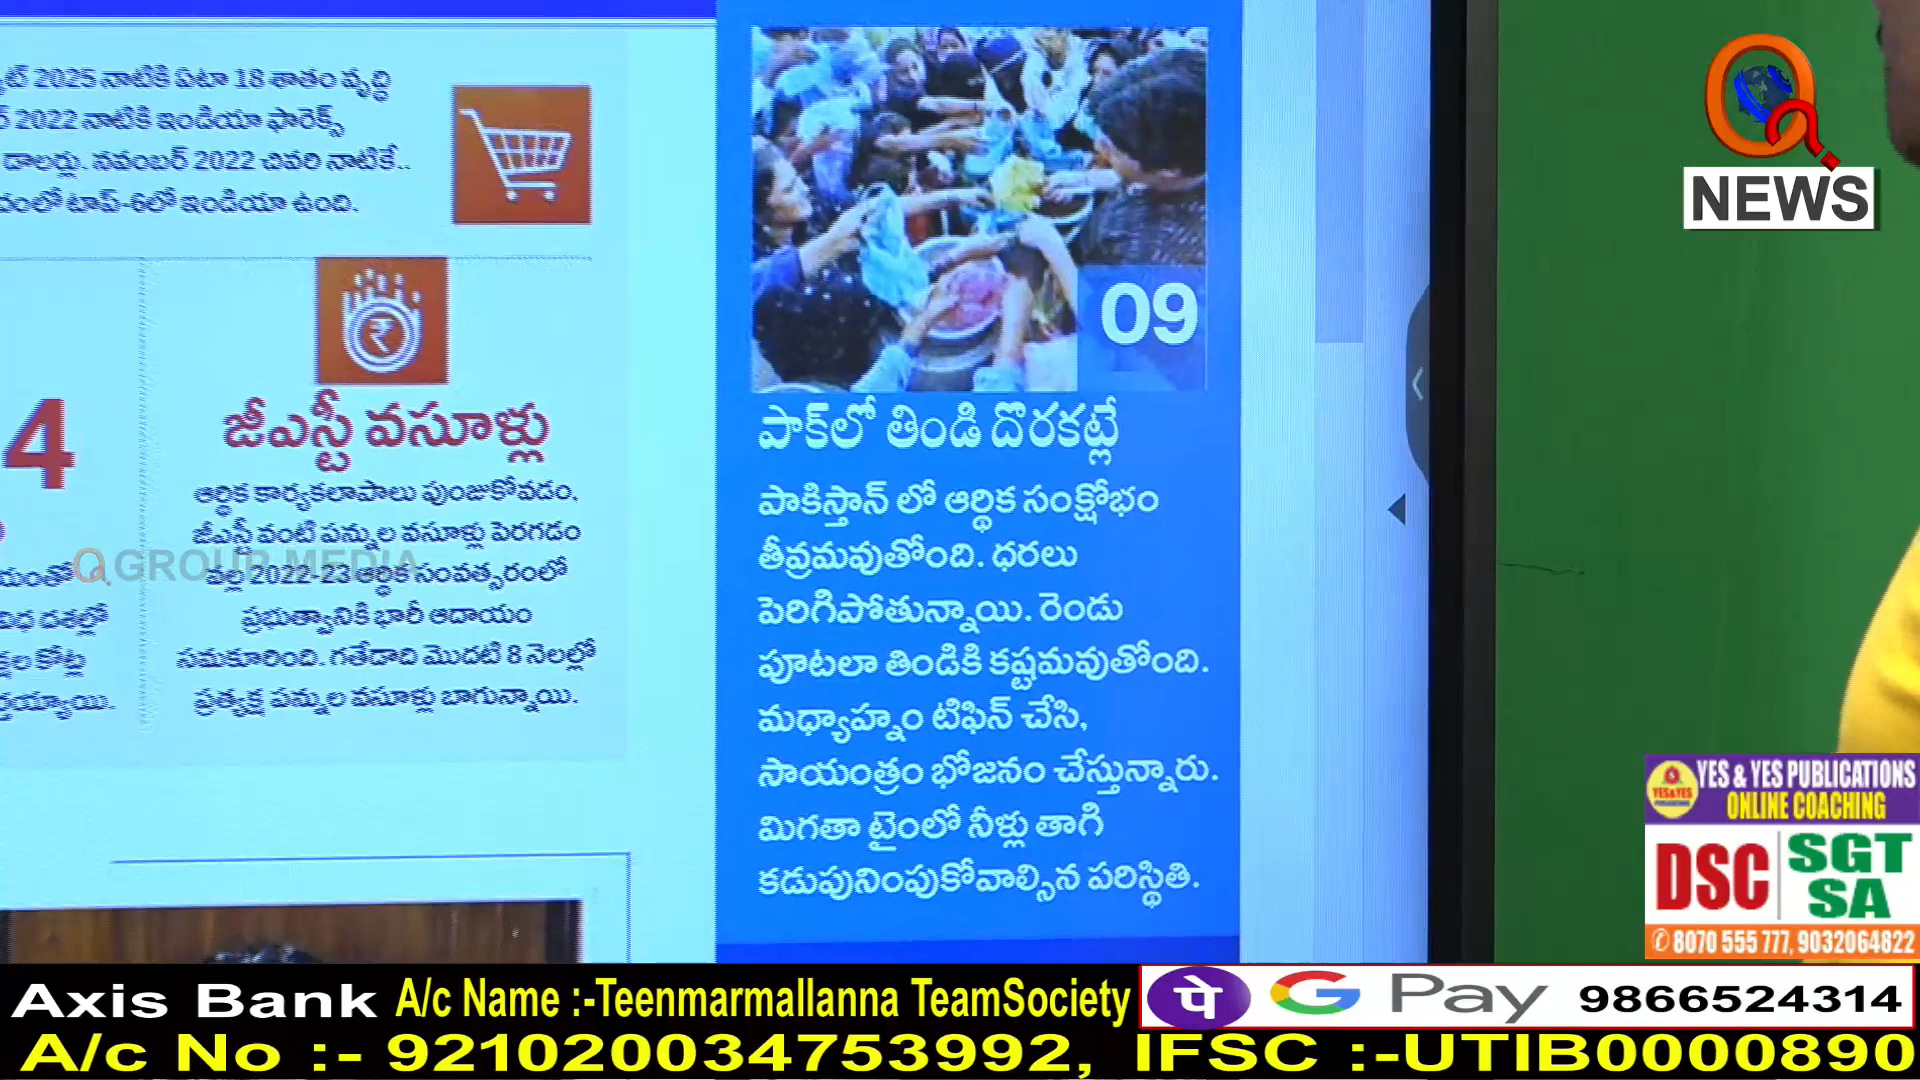 2025 నాటికి ఏటా 18 శాతం వృద్ధి
2022 నాటికి ఇండియా ఫారెక్స్
డాలర్లు. నవంబర్ 2022 చివరి నాటికే..
టాప్-6లో ఇండియా ఉంది.
4
జీఎస్టీ వసూళ్లు
ఆర్థిక కార్యకలాపాలు పుంజుకోవడం,
జీఎస్టీ వంటి పన్నుల వసూళ్లు పెరగడం
వల్ల 2022-23 ఆర్థిక సంవత్సరంలో
ప్రభుత్వానికి భారీ ఆదాయం
సమకూరింది. గతేడాది మొదటి 8 నెలల్లో
ప్రత్యక్ష పన్నుల వసూళ్లు బాగున్నాయి.
దశల్లో
కోట్ల
Q GROUP MEDIA
09
పాక్‌లో తిండి దొరకట్లే
పాకిస్తాన్ లో ఆర్థిక సంక్షోభం
తీవ్రమవుతోంది. ధరలు
పెరిగిపోతున్నాయి. రెండు
పూటలా తిండికి కష్టమవుతోంది.
మధ్యాహ్నం టిఫిన్ చేసి,
సాయంత్రం భోజనం చేస్తున్నారు.
మిగతా టైంలో నీళ్లు తాగి
కడుపునింపుకోవాల్సిన పరిస్థితి.
Q NEWS
YES & YES PUBLICATIONS
ONLINE COACHING
DSC SGT
SA
8070 555 777, 9032064822
Axis Bank A/c Name :-Teenmarmallanna TeamSociety
पे G Pay 9866524314
A/c No :- 921020034753992, IFSC :-UTIB0000890